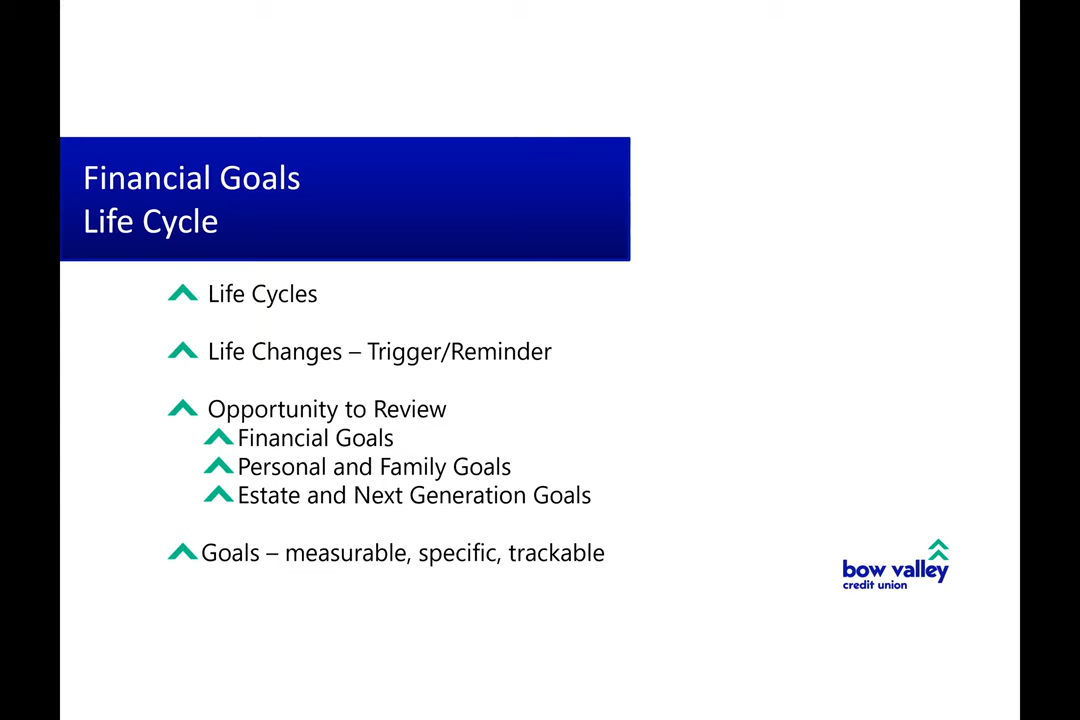 Financial Goals
Life Cycle
Life Cycles
Life Changes – Trigger/Reminder
Opportunity to Review
Financial Goals
Personal and Family Goals
Estate and Next Generation Goals
Goals – measurable, specific, trackable
bow valley
credit union